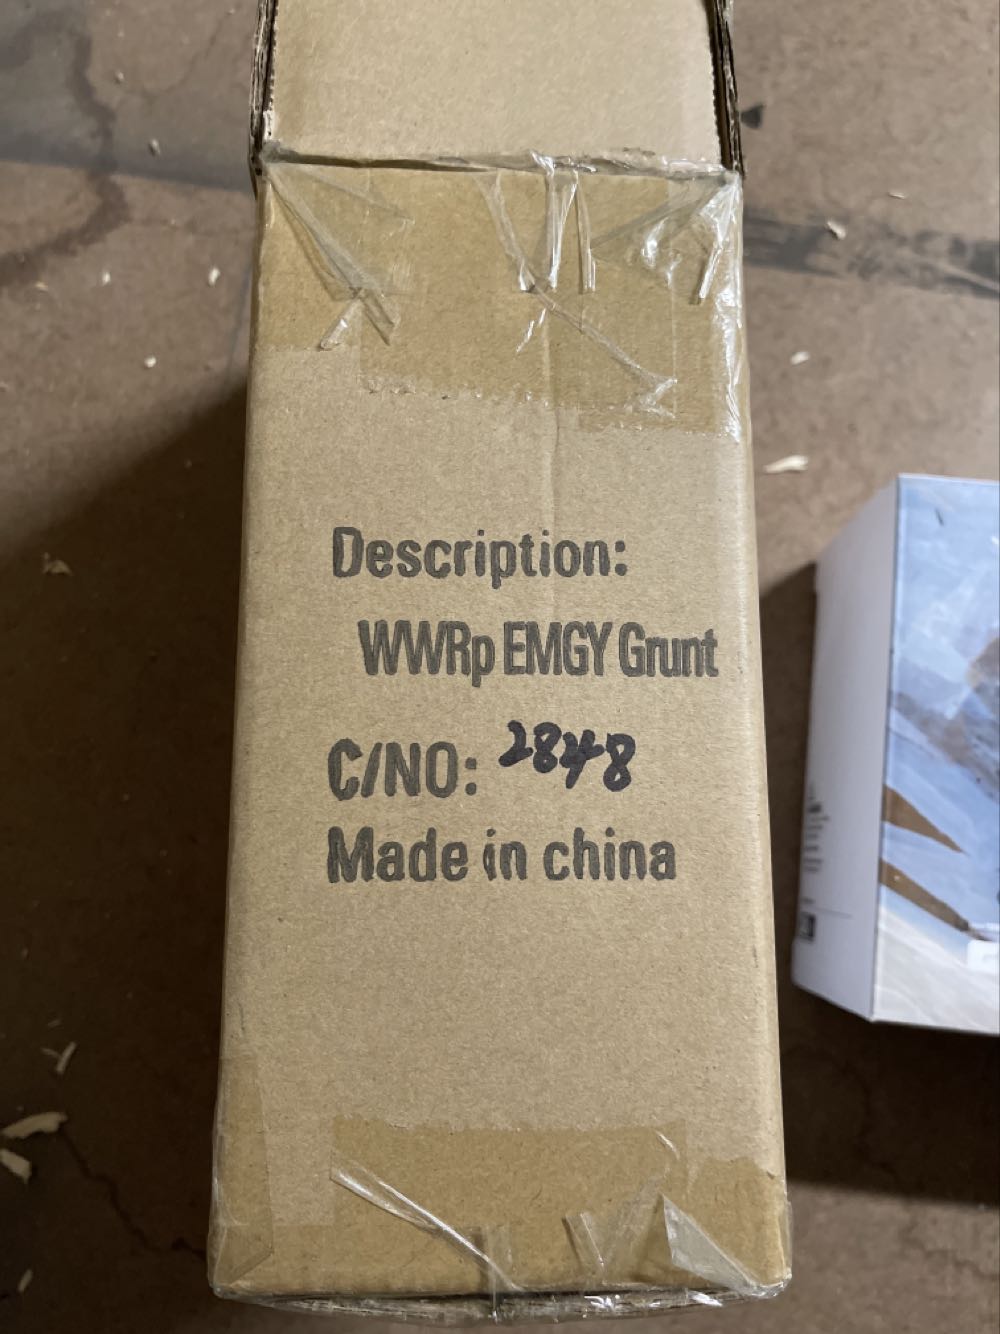 Description:
WWRp EMGY Grunt
C/NO: 2848
Made in china